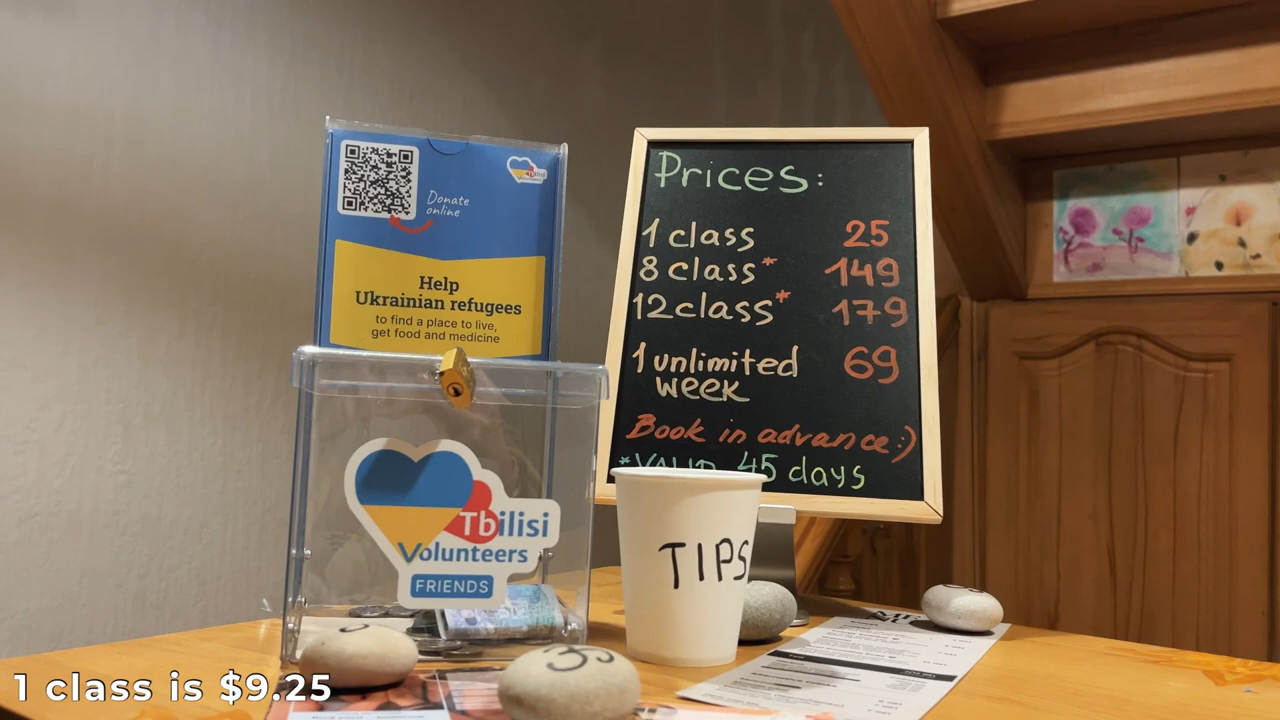 Donate
online
Help
Ukrainian refugees
to find a place to live,
get food and medicine
Tbilisi
Volunteers
FRIENDS
Prices:
1 class 25
8 class* 149
12 class* 179
1 unlimited 69
week
Book in advance:)
*VALID 45 days
TIPS
1 class is $9.25